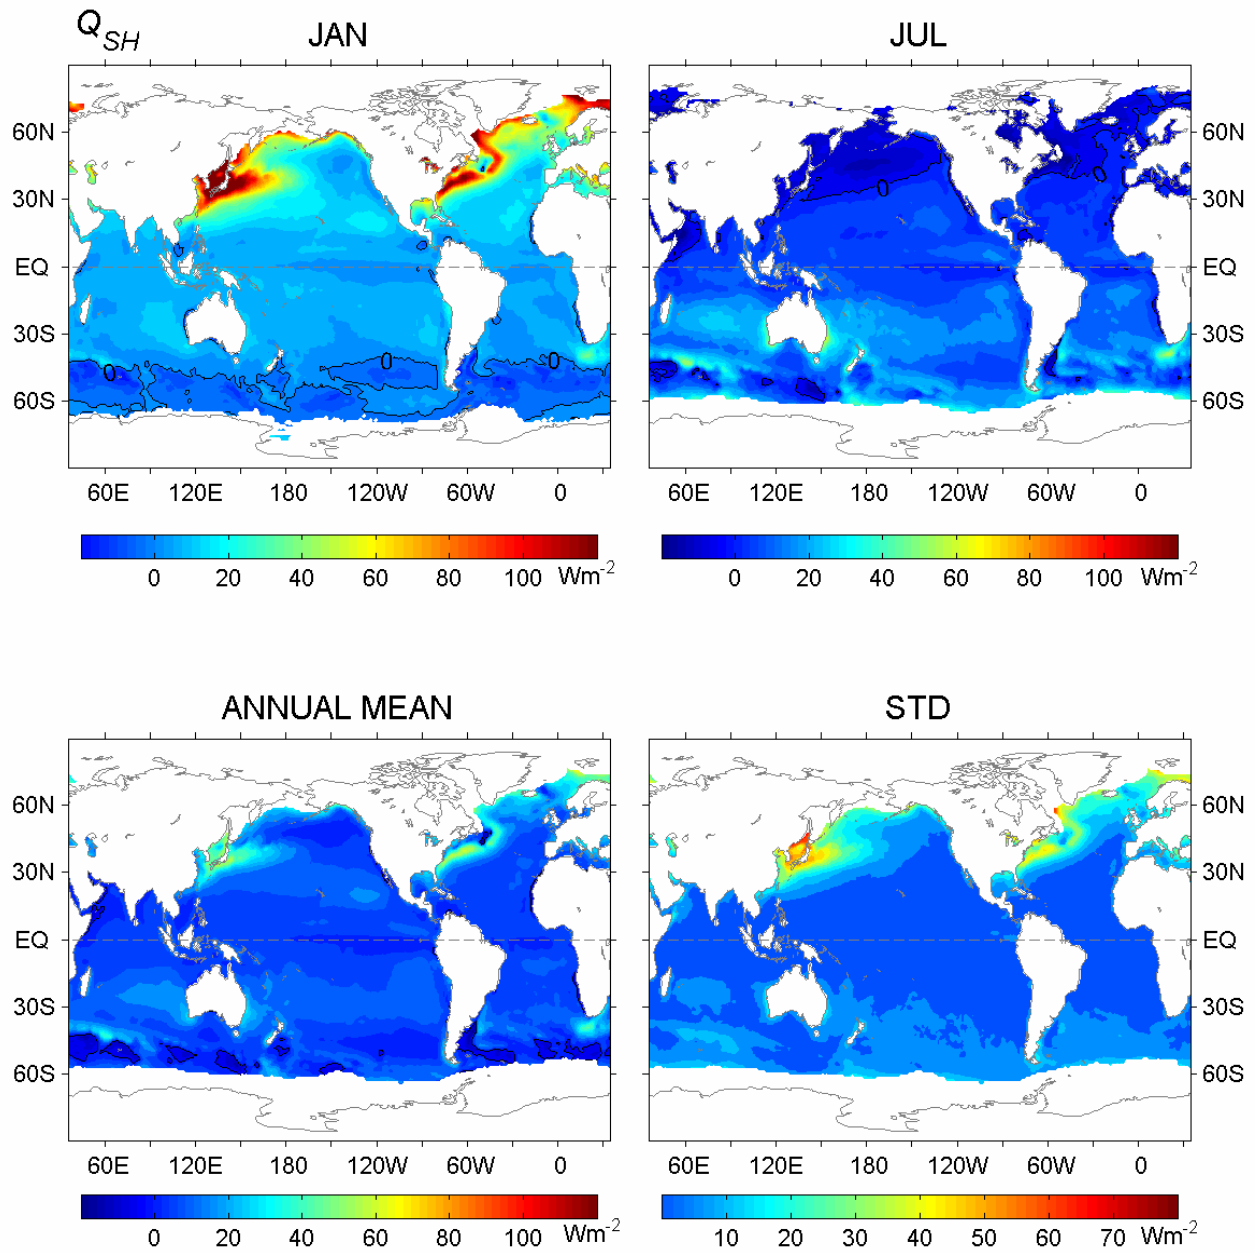 Q_SH JAN JUL
60N 60N
0
30N 0 30N
EQ EQ
30S 30S
0 0 0
60S 60S
60E 120E 180 120W 60W 0 60E 120E 180 120W 60W 0
0 20 40 60 80 100 Wm-2 0 20 40 60 80 100 Wm-2
ANNUAL MEAN STD
60N 60N
30N 30N
EQ EQ
30S 30S
60S 60S
60E 120E 180 120W 60W 0 60E 120E 180 120W 60W 0
0 20 40 60 80 100 Wm-2 10 20 30 40 50 60 70 Wm-2